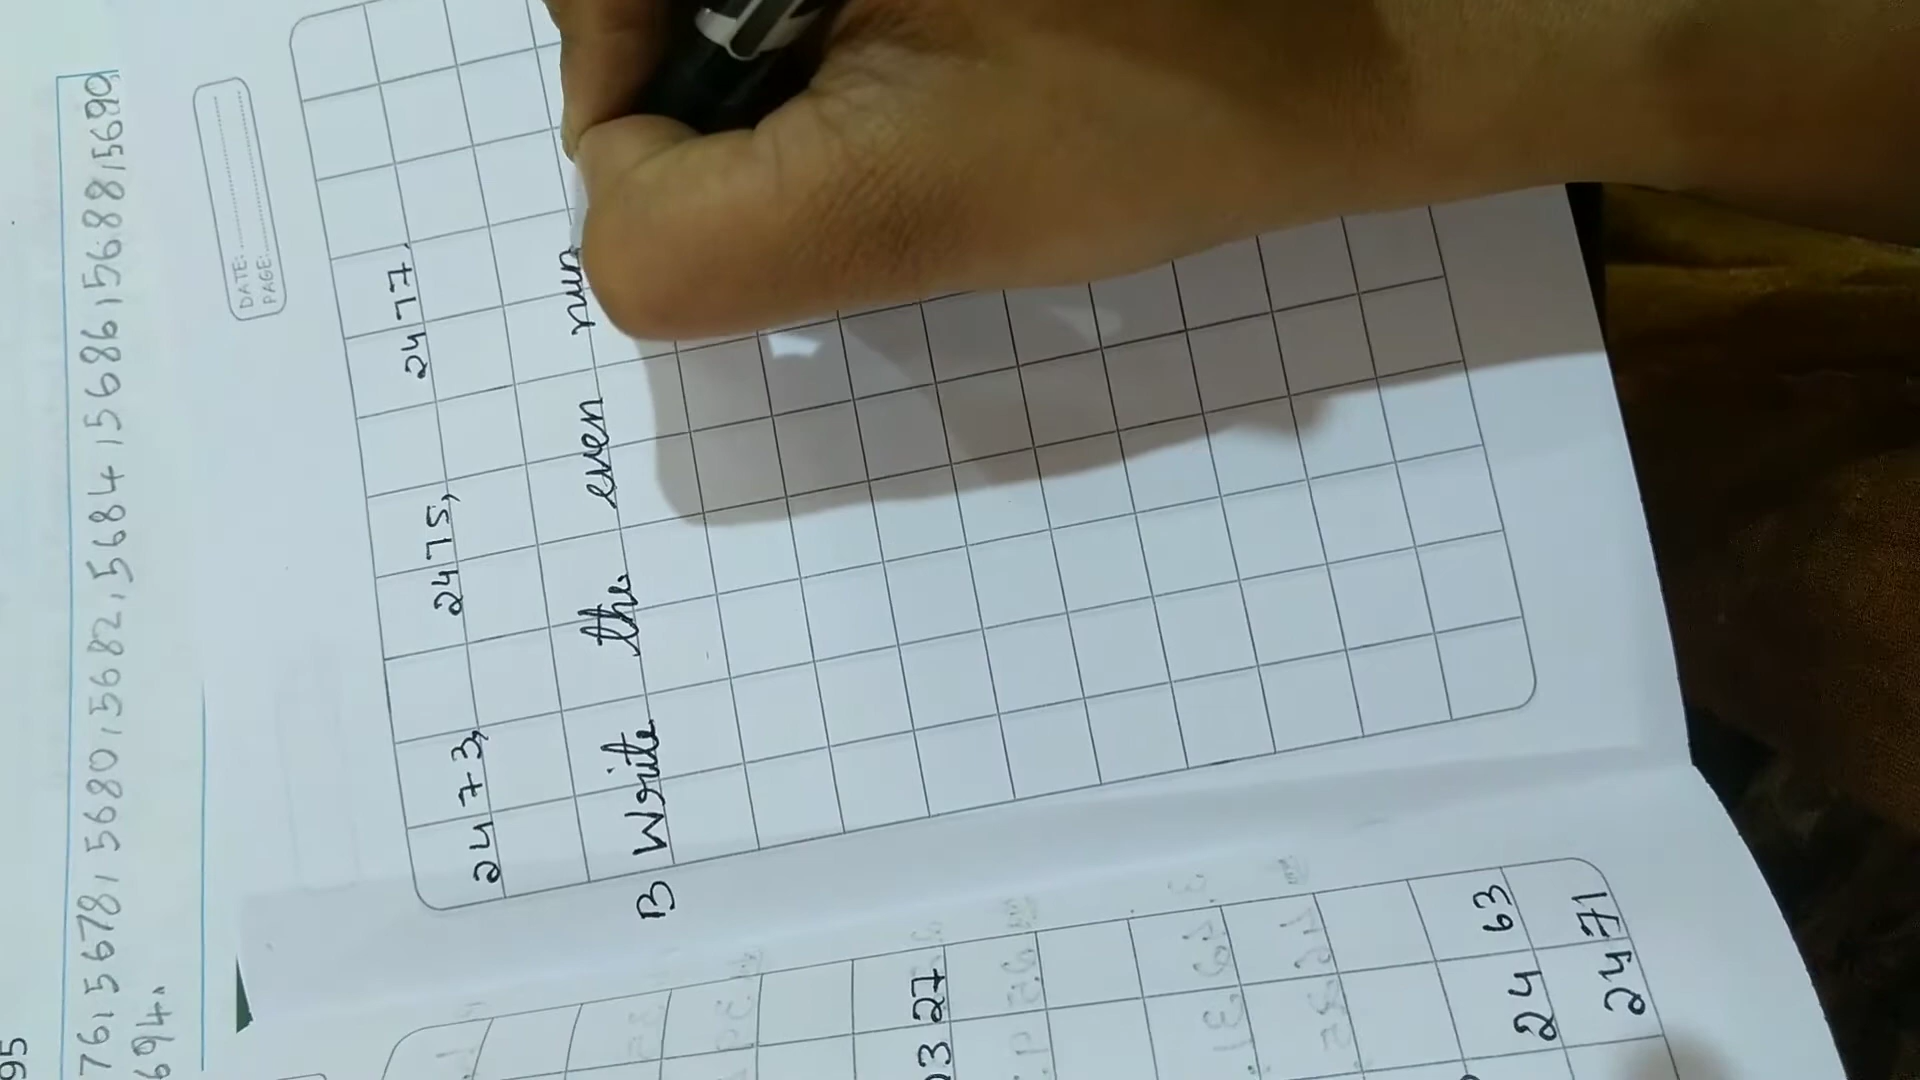 DATE:
PAGE:
2473, 2475, 2477.
B Write the even num
03 27
24 63
2471
95
76, 5678, 5680, 5682, 5684, 5686, 5688, 5690
694.